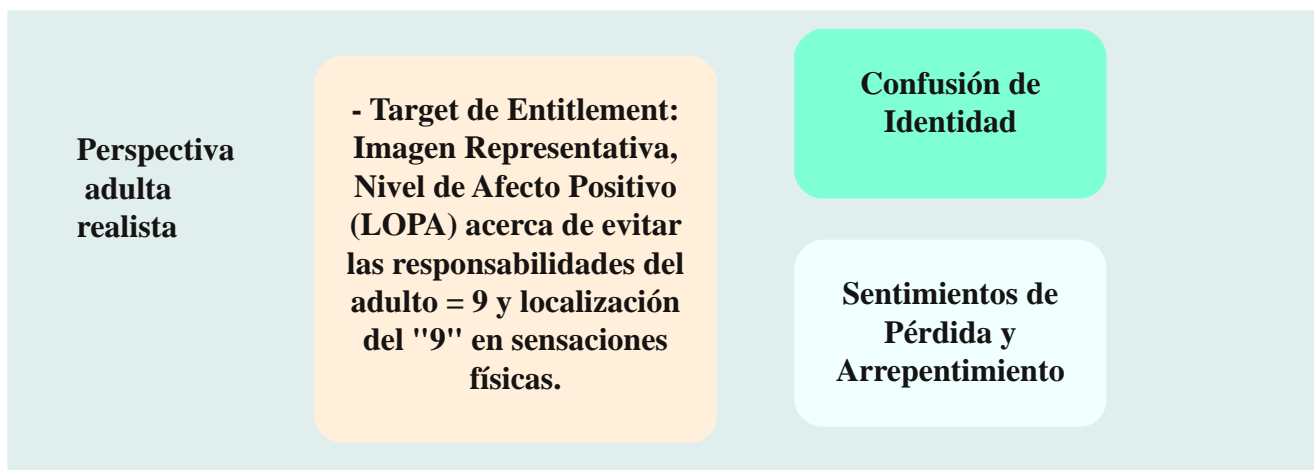 Perspectiva
adulta
realista
- Target de Entitlement:
Imagen Representativa,
Nivel de Afecto Positivo
(LOPA) acerca de evitar
las responsabilidades del
adulto = 9 y localización
del "9" en sensaciones
físicas.
Confusión de
Identidad
Sentimientos de
Pérdida y
Arrepentimiento